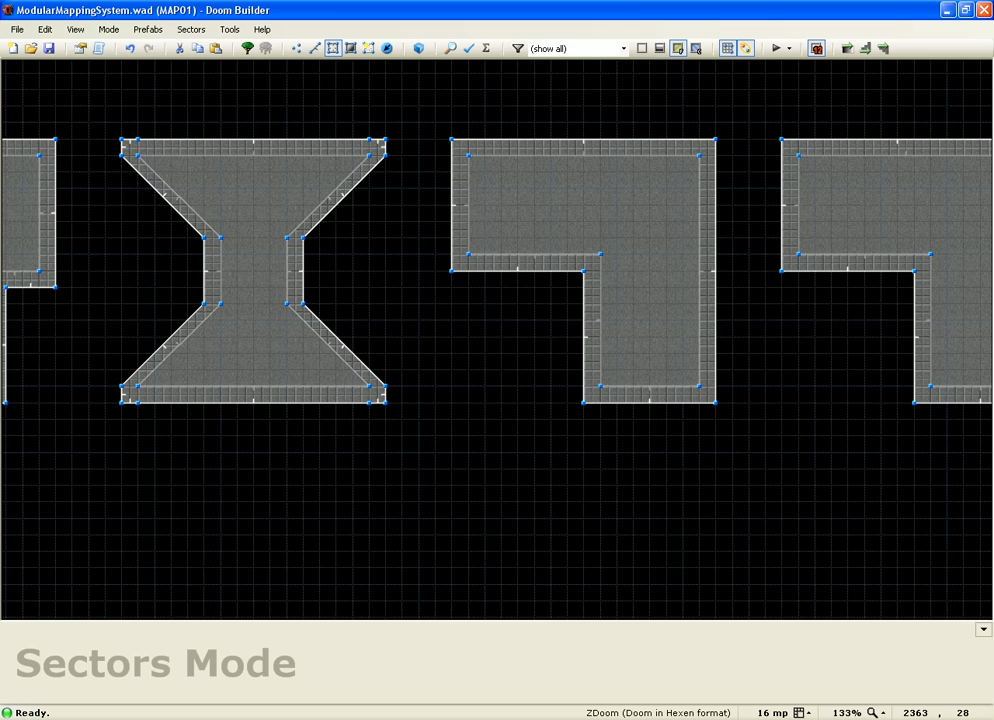 ModularMappingSystem.wad (MAP01) - Doom Builder
File Edit View Mode Prefabs Sectors Tools Help
(show all)
Sectors Mode
Ready. ZDoom (Doom in Hexen format) 16 mp 133% 2363 , 28